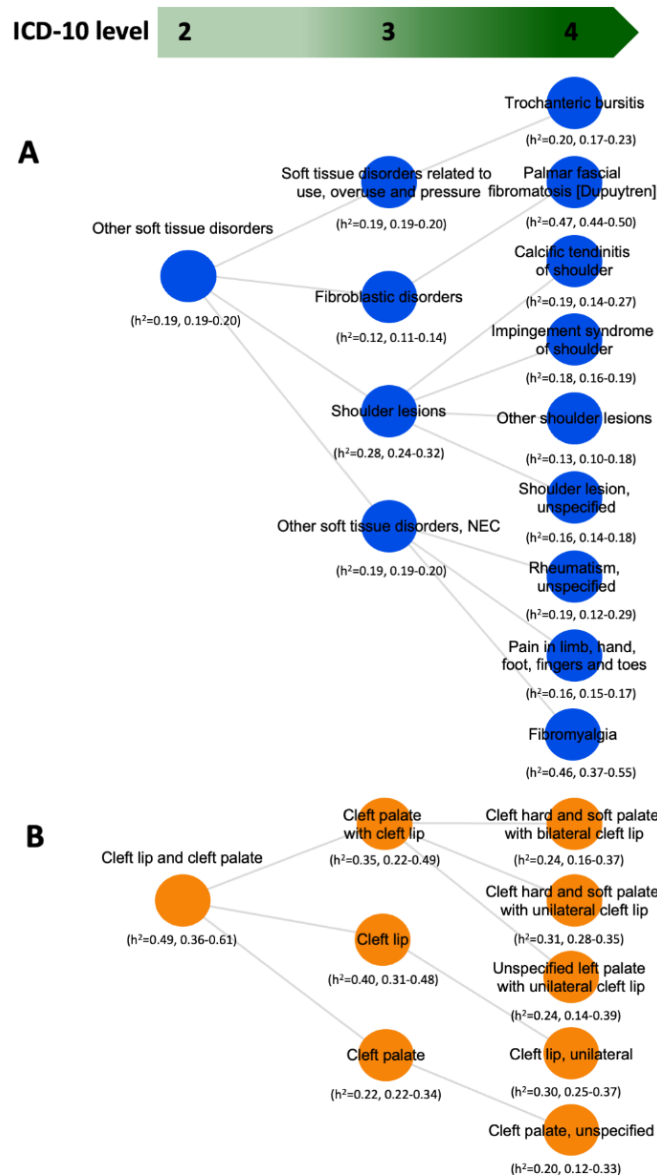 ICD-10 level 2 3 4
A
Trochanteric bursitis
(h²=0.20, 0.17-0.23)
Soft tissue disorders related to
use, overuse and pressure
(h²=0.19, 0.19-0.20)
Palmar fascial
fibromatosis [Dupuytren]
(h²=0.47, 0.44-0.50)
Other soft tissue disorders
(h²=0.19, 0.19-0.20)
Calcific tendinitis
of shoulder
(h²=0.19, 0.14-0.27)
Fibroblastic disorders
(h²=0.12, 0.11-0.14)
Impingement syndrome
of shoulder
(h²=0.18, 0.16-0.19)
Shoulder lesions
(h²=0.28, 0.24-0.32)
Other shoulder lesions
(h²=0.13, 0.10-0.18)
Shoulder lesion,
unspecified
(h²=0.16, 0.14-0.18)
Other soft tissue disorders, NEC
(h²=0.19, 0.19-0.20)
Rheumatism,
unspecified
(h²=0.19, 0.12-0.29)
Pain in limb, hand,
foot, fingers and toes
(h²=0.16, 0.15-0.17)
Fibromyalgia
(h²=0.46, 0.37-0.55)
B
Cleft palate
with cleft lip
(h²=0.35, 0.22-0.49)
Cleft hard and soft palate
with bilateral cleft lip
(h²=0.24, 0.16-0.37)
Cleft lip and cleft palate
(h²=0.49, 0.36-0.61)
Cleft hard and soft palate
with unilateral cleft lip
(h²=0.31, 0.28-0.35)
Cleft lip
(h²=0.40, 0.31-0.48)
Unspecified left palate
with unilateral cleft lip
(h²=0.24, 0.14-0.39)
Cleft palate
(h²=0.22, 0.22-0.34)
Cleft lip, unilateral
(h²=0.30, 0.25-0.37)
Cleft palate, unspecified
(h²=0.20, 0.12-0.33)